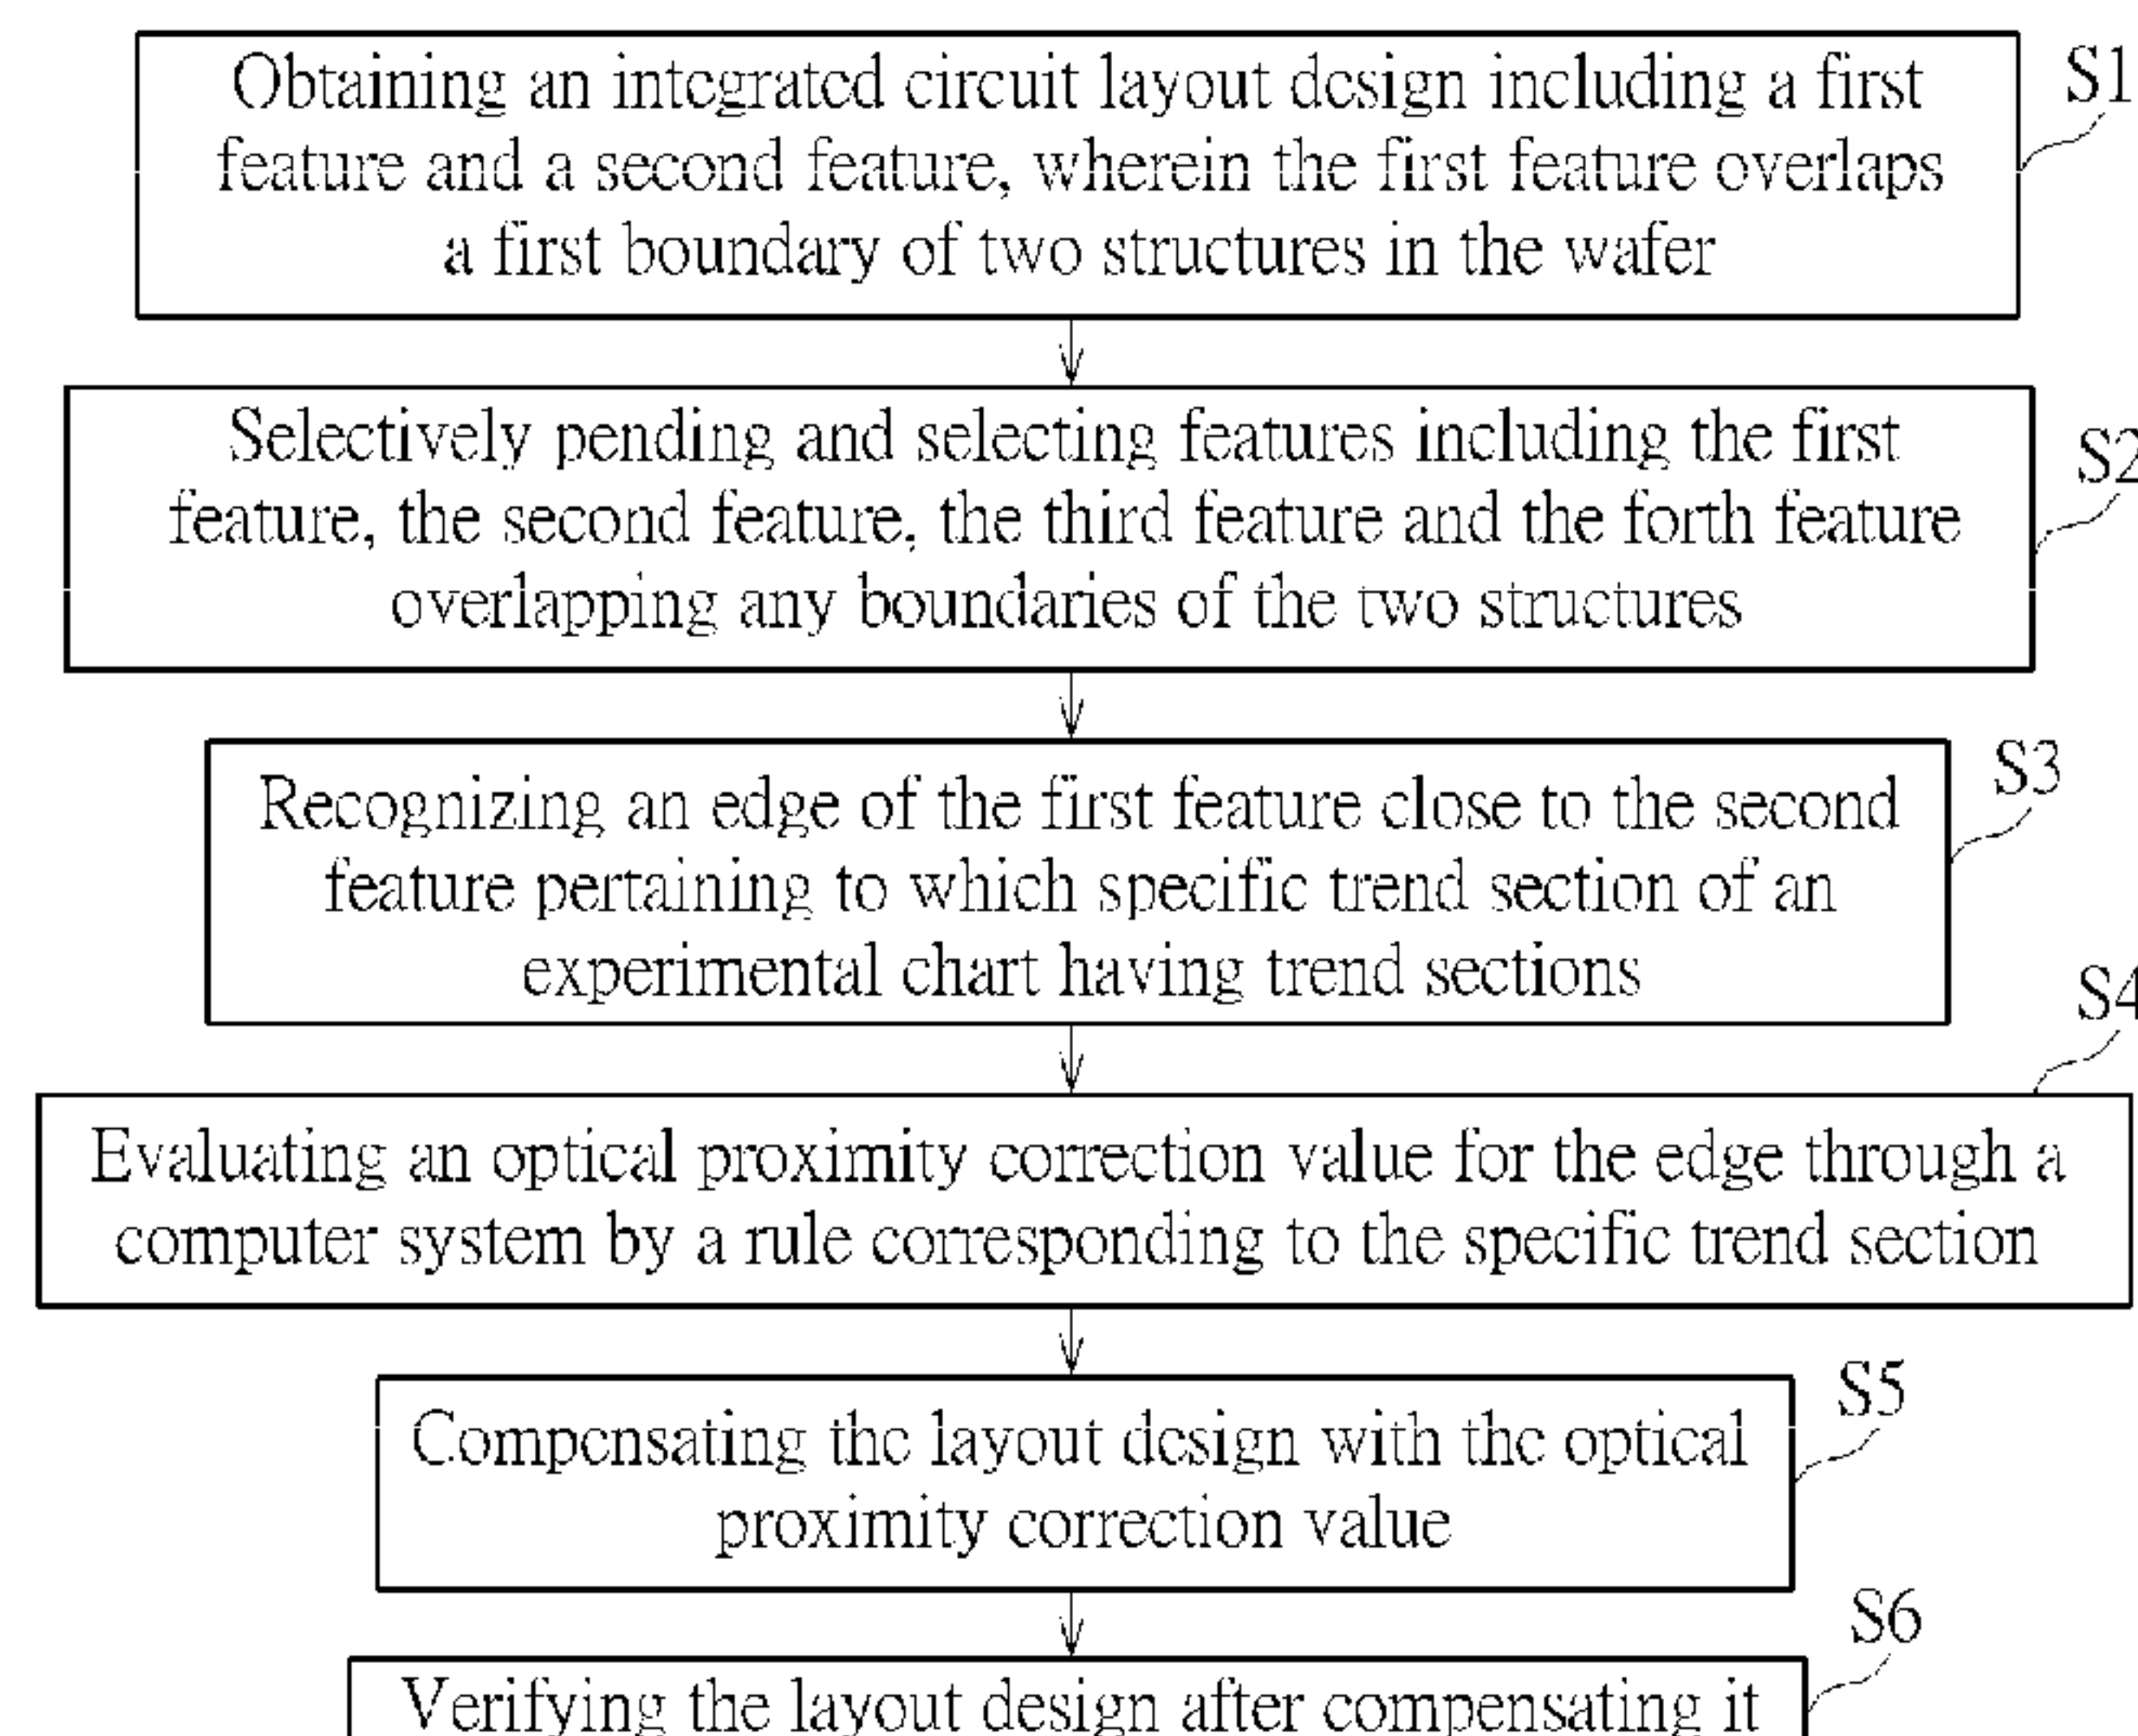 Obtaining an integrated circuit layout design including a first
feature and a second feature, wherein the first feature overlaps
a first boundary of two structures in the wafer
S1
Selectively pending and selecting features including the first
feature, the second feature, the third feature and the forth feature
overlapping any boundaries of the two structures
S2
Recognizing an edge of the first feature close to the second
feature pertaining to which specific trend section of an
experimental chart having trend sections
S3
Evaluating an optical proximity correction value for the edge through a
computer system by a rule corresponding to the specific trend section
S4
Compensating the layout design with the optical
proximity correction value
S5
Verifying the layout design after compensating it
S6